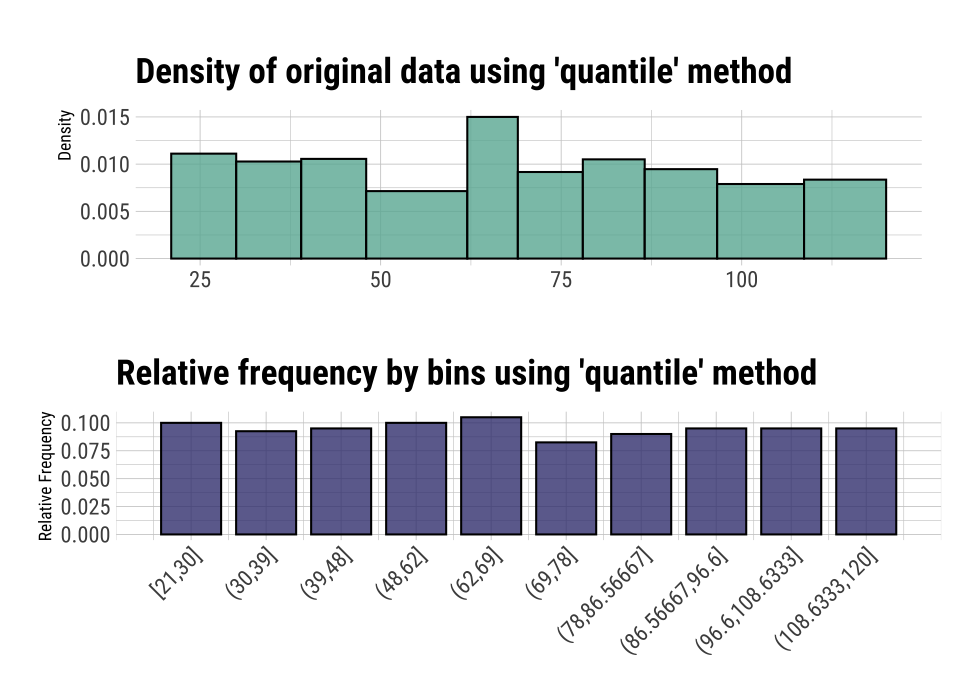 Density of original data using 'quantile' method
Density
0.015
0.010
0.005
0.000
25 50 75 100
Relative frequency by bins using 'quantile' method
Relative Frequency
0.100
0.075
0.050
0.025
0.000
[21,30] (30,39] (39,48] (48,62] (62,69] (69,78] (78,86.56667] (86.56667,96.6] (96.6,108.6333] (108.6333,120]